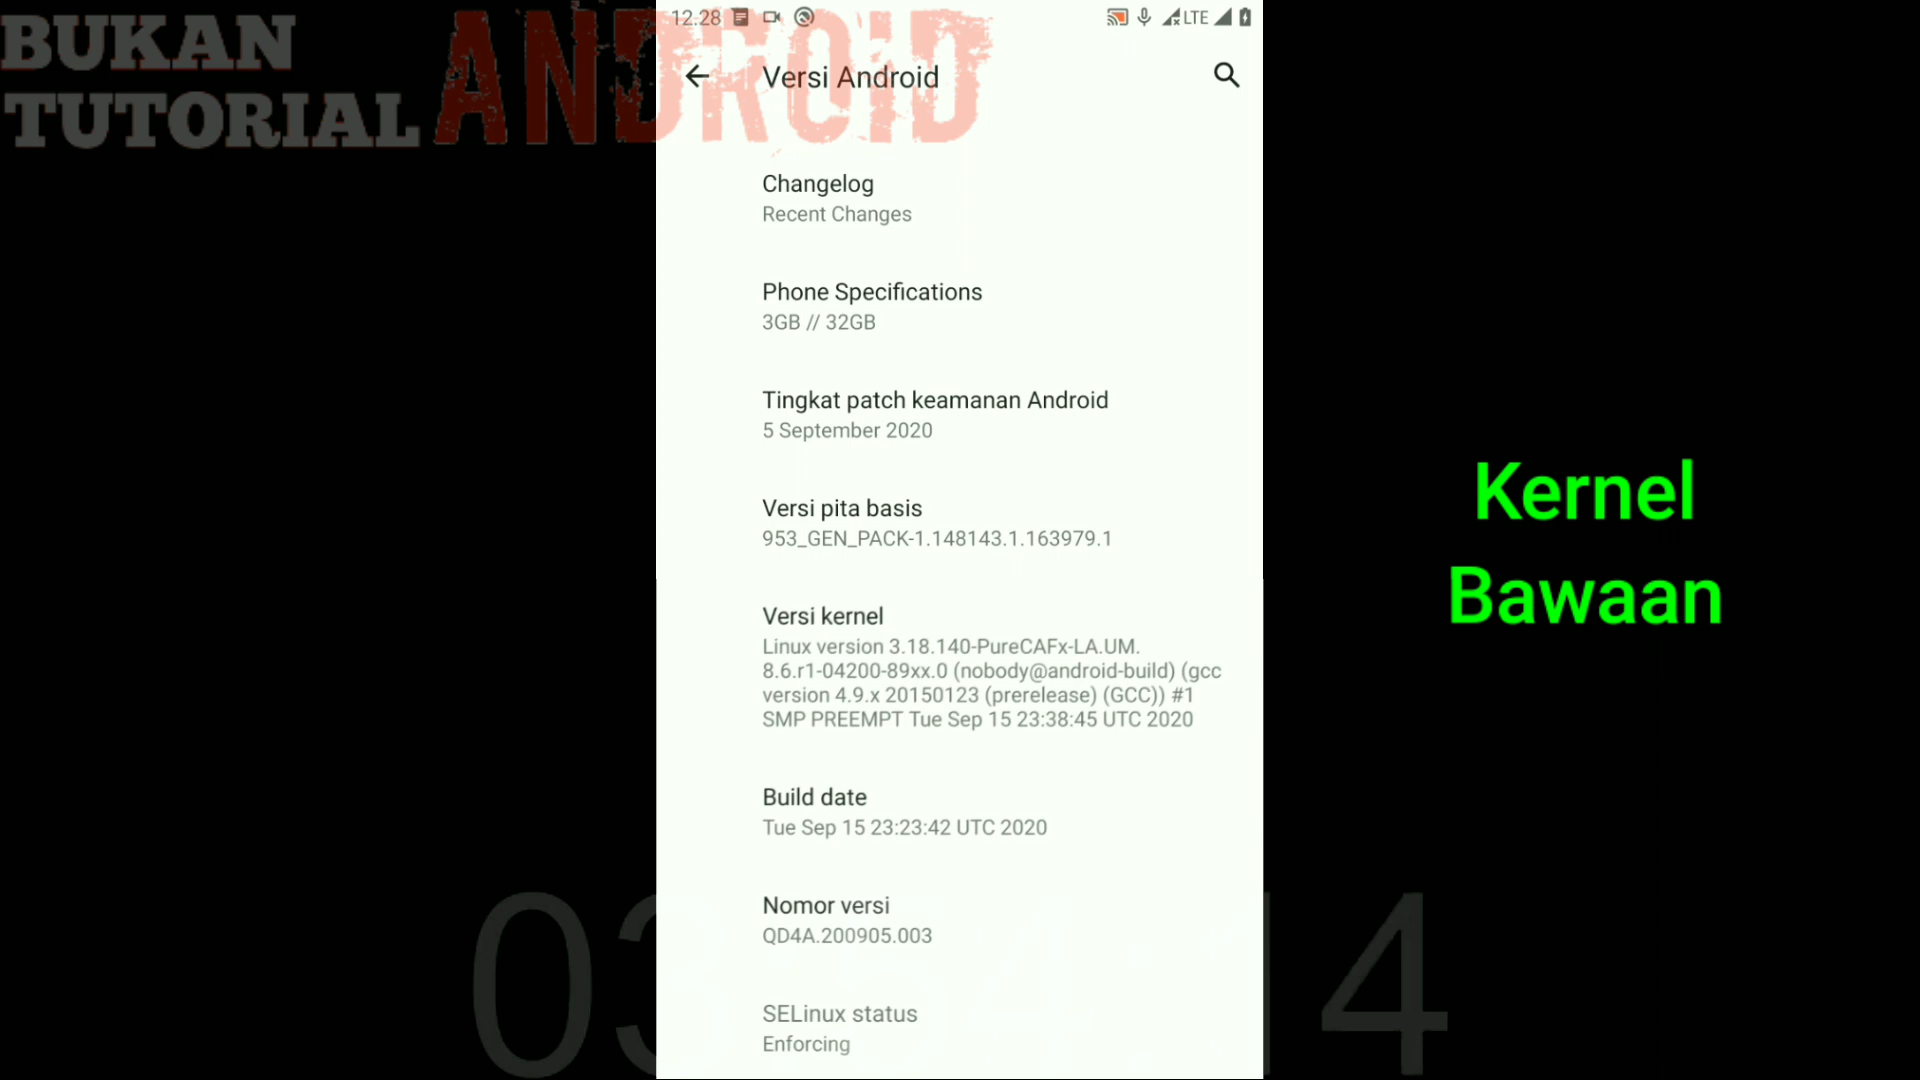 BUKAN
TUTORIAL
ANDROID
12.28
LTE
Versi Android
Changelog
Recent Changes
Phone Specifications
3GB // 32GB
Tingkat patch keamanan Android
5 September 2020
Versi pita basis
953_GEN_PACK-1.148143.1.163979.1
Versi kernel
Linux version 3.18.140-PureCAFx-LA.UM.
8.6.r1-04200-89xx.0 (nobody@android-build) (gcc
version 4.9.x 20150123 (prerelease) (GCC)) #1
SMP PREEMPT Tue Sep 15 23:38:45 UTC 2020
Build date
Tue Sep 15 23:23:42 UTC 2020
Nomor versi
QD4A.200905.003
SELinux status
Enforcing
Kernel
Bawaan